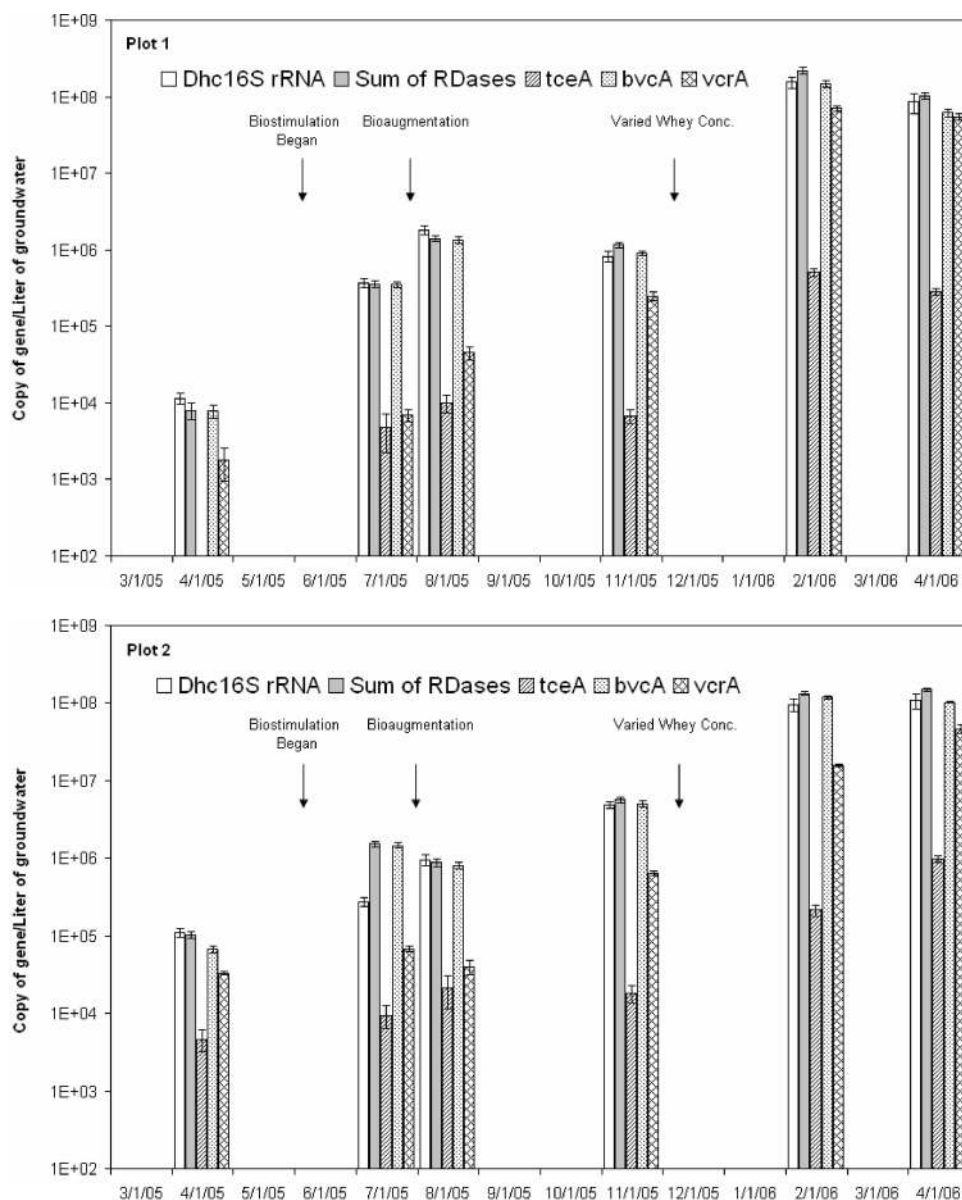 1E+09
Plot 1
Dhc16S rRNA Sum of RDases tceA bvcA vcrA
1E+08
Biostimulation Began
Bioaugmentation
Varied Whey Conc.
1E+07
1E+06
1E+05
1E+04
1E+03
1E+02
Copy of gene/Liter of groundwater
3/1/05 4/1/05 5/1/05 6/1/05 7/1/05 8/1/05 9/1/05 10/1/05 11/1/05 12/1/05 1/1/06 2/1/06 3/1/06 4/1/06
1E+09
Plot 2
Dhc16S rRNA Sum of RDases tceA bvcA vcrA
1E+08
Biostimulation Began
Bioaugmentation
Varied Whey Conc.
1E+07
1E+06
1E+05
1E+04
1E+03
1E+02
Copy of gene/Liter of groundwater
3/1/05 4/1/05 5/1/05 6/1/05 7/1/05 8/1/05 9/1/05 10/1/05 11/1/05 12/1/05 1/1/06 2/1/06 3/1/06 4/1/06